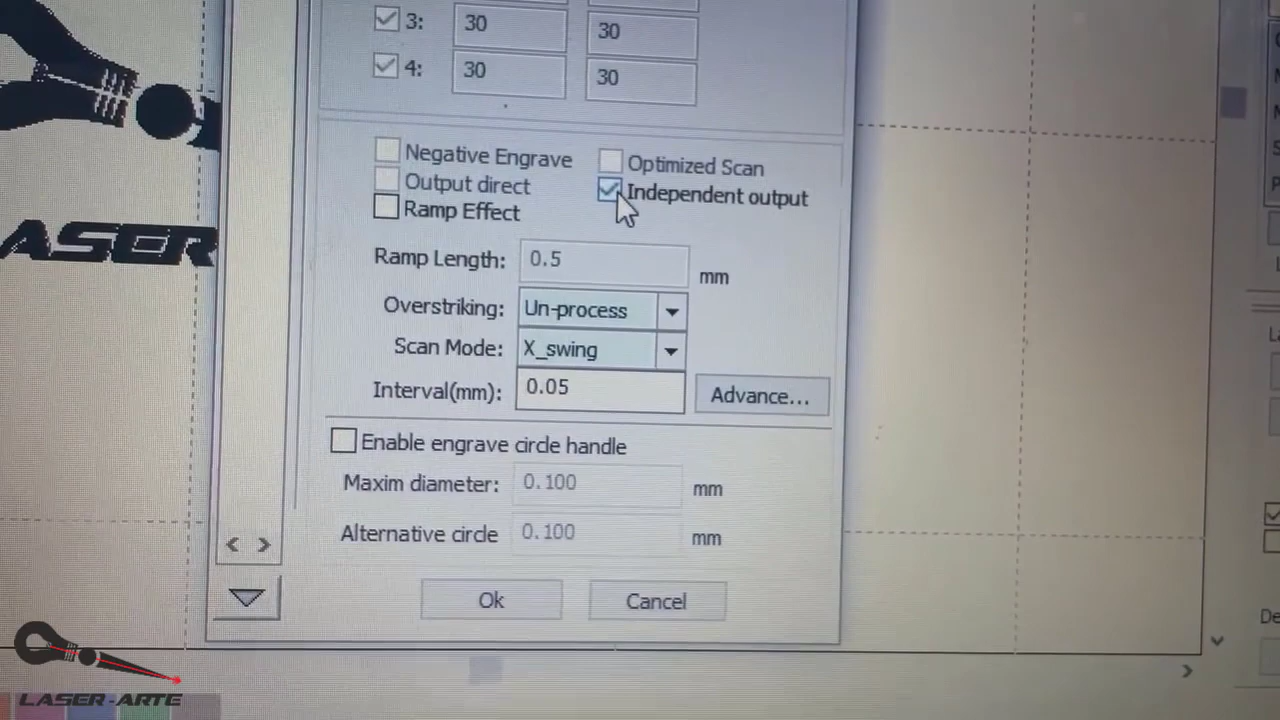 3: 30 30
4: 30 30
Negative Engrave Optimized Scan
Output direct Independent output
Ramp Effect
Ramp Length: 0.5 mm
Overstriking: Un-process
Scan Mode: X_swing
Interval(mm): 0.05 Advance...
Enable engrave circle handle
Maxim diameter: 0.100 mm
Alternative circle 0.100 mm
Ok Cancel
ASER
LASER-ARTE